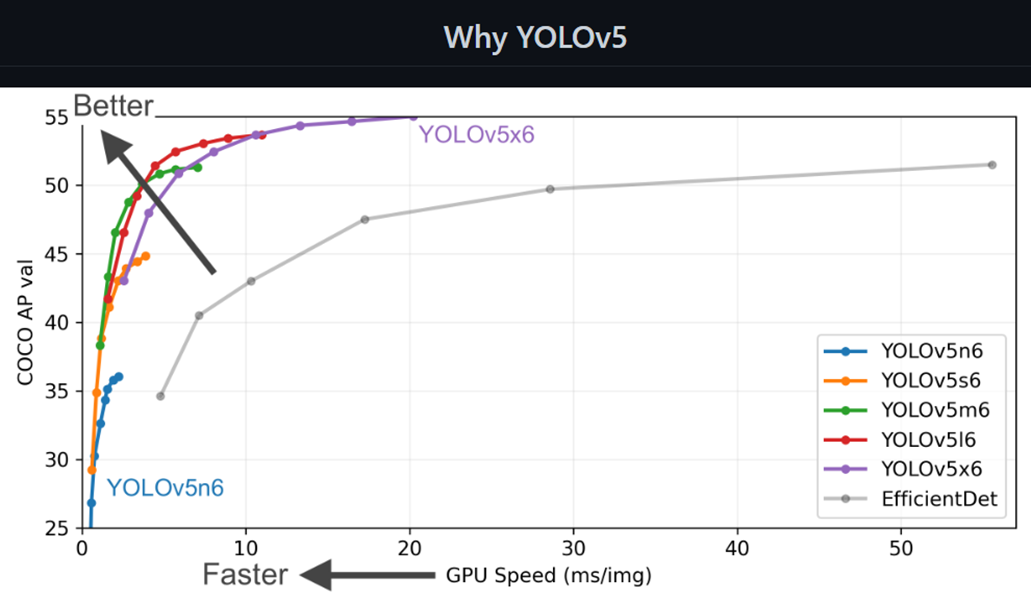 Why YOLOv5
Better
55
50
45
40
35
30
25
COCO AP val
YOLOv5x6
YOLOv5n6
YOLOv5n6
YOLOv5s6
YOLOv5m6
YOLOv5l6
YOLOv5x6
EfficientDet
0 10 20 30 40 50
Faster GPU Speed (ms/img)